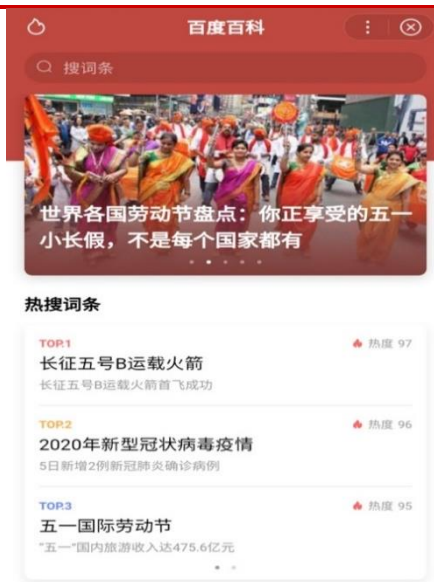 百度百科
搜词条
世界各国劳动节盘点：你正享受的五一
小长假，不是每个国家都有
热搜词条
TOP.1
热度 97
长征五号B运载火箭
长征五号B运载火箭首飞成功
TOP.2
热度 96
2020年新型冠状病毒疫情
5日新增2例新冠肺炎确诊病例
TOP.3
热度 95
五一国际劳动节
“五一”国内旅游收入达475.6亿元